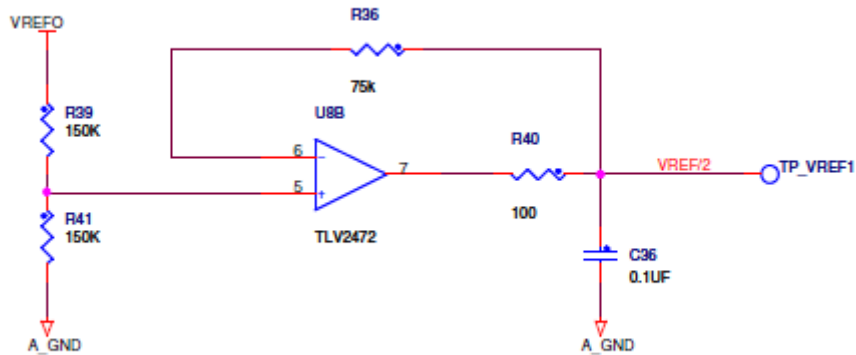 R36
VREFO
75k
R39
150K
U8B
6
7
R40
VREF/2
TP_VREF1
5
100
R41
150K
TLV2472
C36
0.1UF
A_GND
A_GND